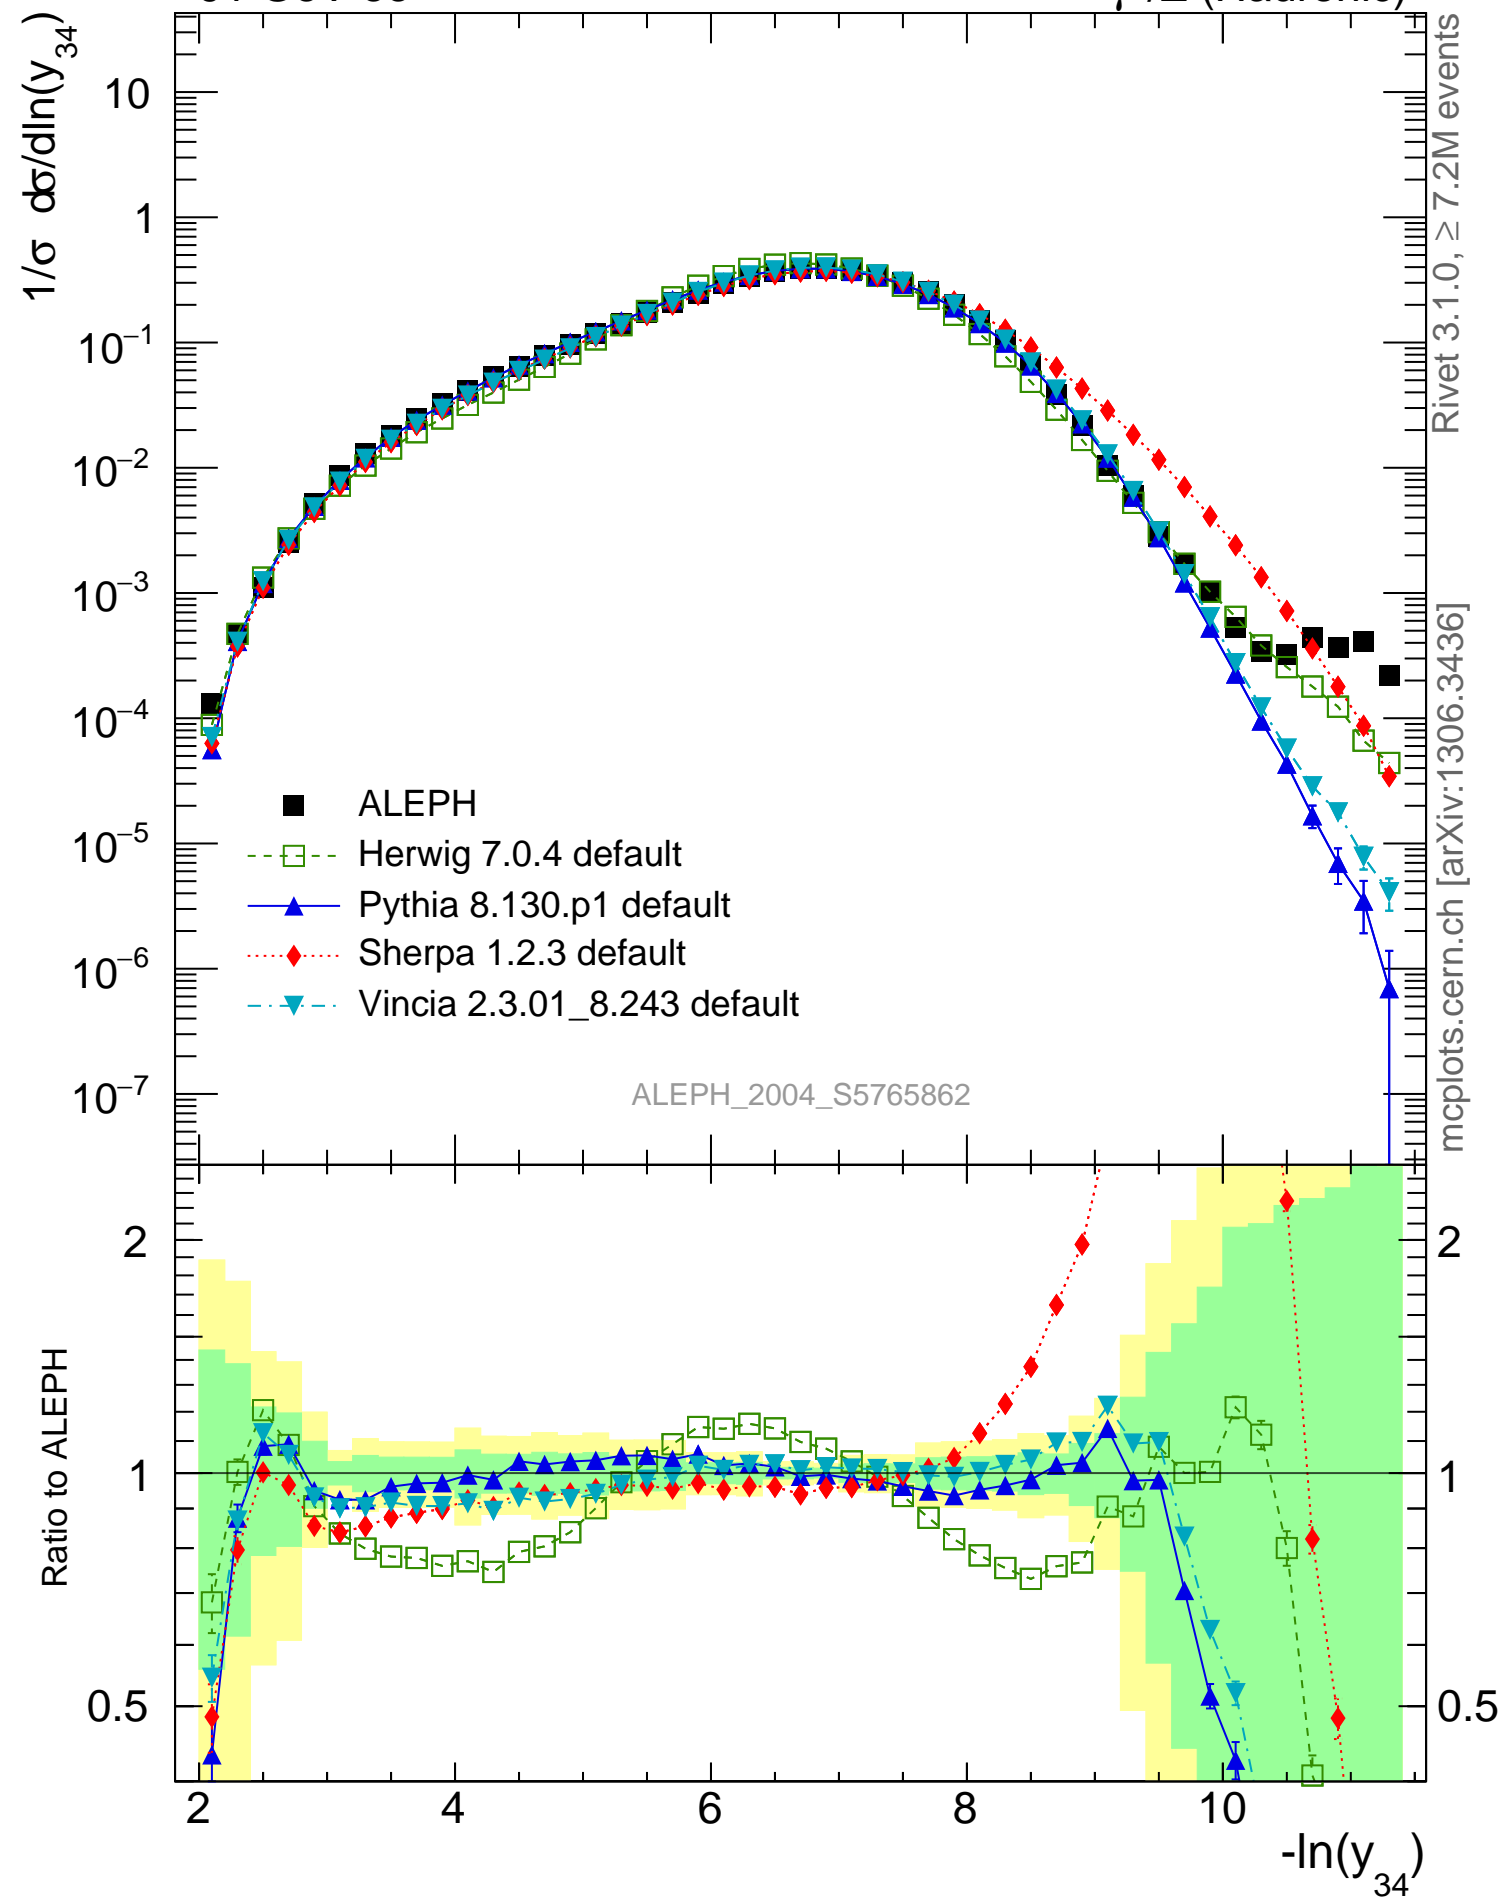 1/σ dσ/dln(y34)
10
1
10−1
10−2
10−3
10−4
10−5
10−6
10−7
ALEPH
Herwig 7.0.4 default
Pythia 8.130.p1 default
Sherpa 1.2.3 default
Vincia 2.3.01_8.243 default
ALEPH_2004_S5765862
Rivet 3.1.0, ≥ 7.2M events
mcplots.cern.ch [arXiv:1306.3436]
Ratio to ALEPH
2
1
0.5
2
1
0.5
2 4 6 8 10
-ln(y34)